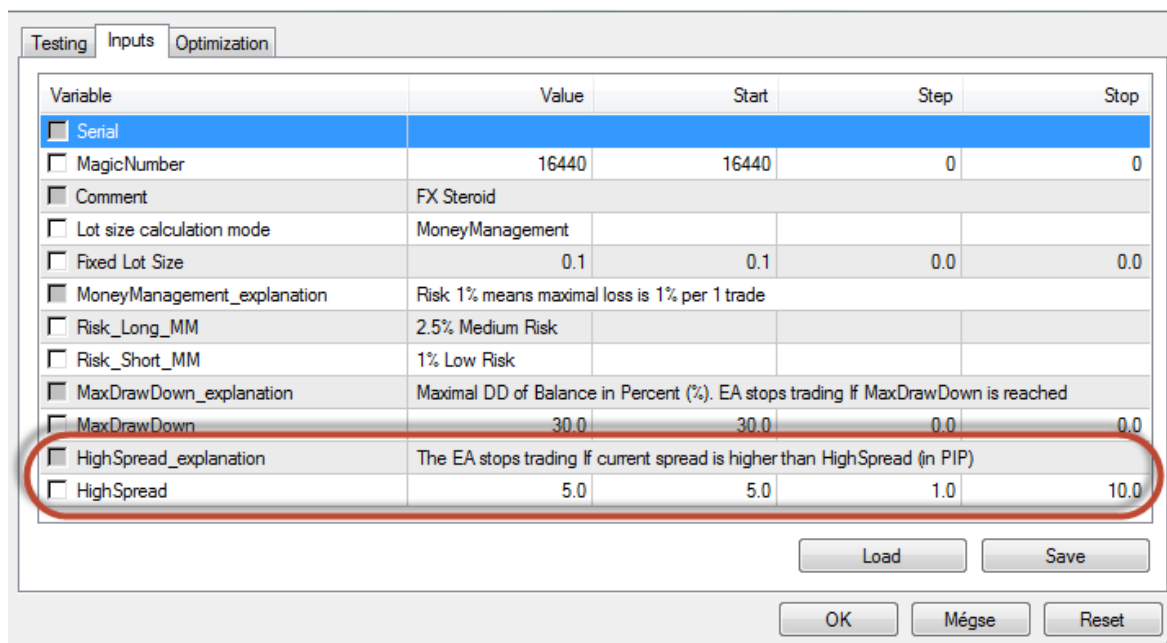 Testing Inputs Optimization
Variable Value Start Step Stop
Serial
MagicNumber 16440 16440 0 0
Comment FX Steroid
Lot size calculation mode MoneyManagement
Fixed Lot Size 0.1 0.1 0.0 0.0
MoneyManagement_explanation Risk 1% means maximal loss is 1% per 1 trade
Risk_Long_MM 2.5% Medium Risk
Risk_Short_MM 1% Low Risk
MaxDrawDown_explanation Maximal DD of Balance in Percent (%). EA stops trading If MaxDrawDown is reached
MaxDrawDown 30.0 30.0 0.0 0.0
HighSpread_explanation The EA stops trading If current spread is higher than HighSpread (in PIP)
HighSpread 5.0 5.0 1.0 10.0
Load Save
OK Mégse Reset